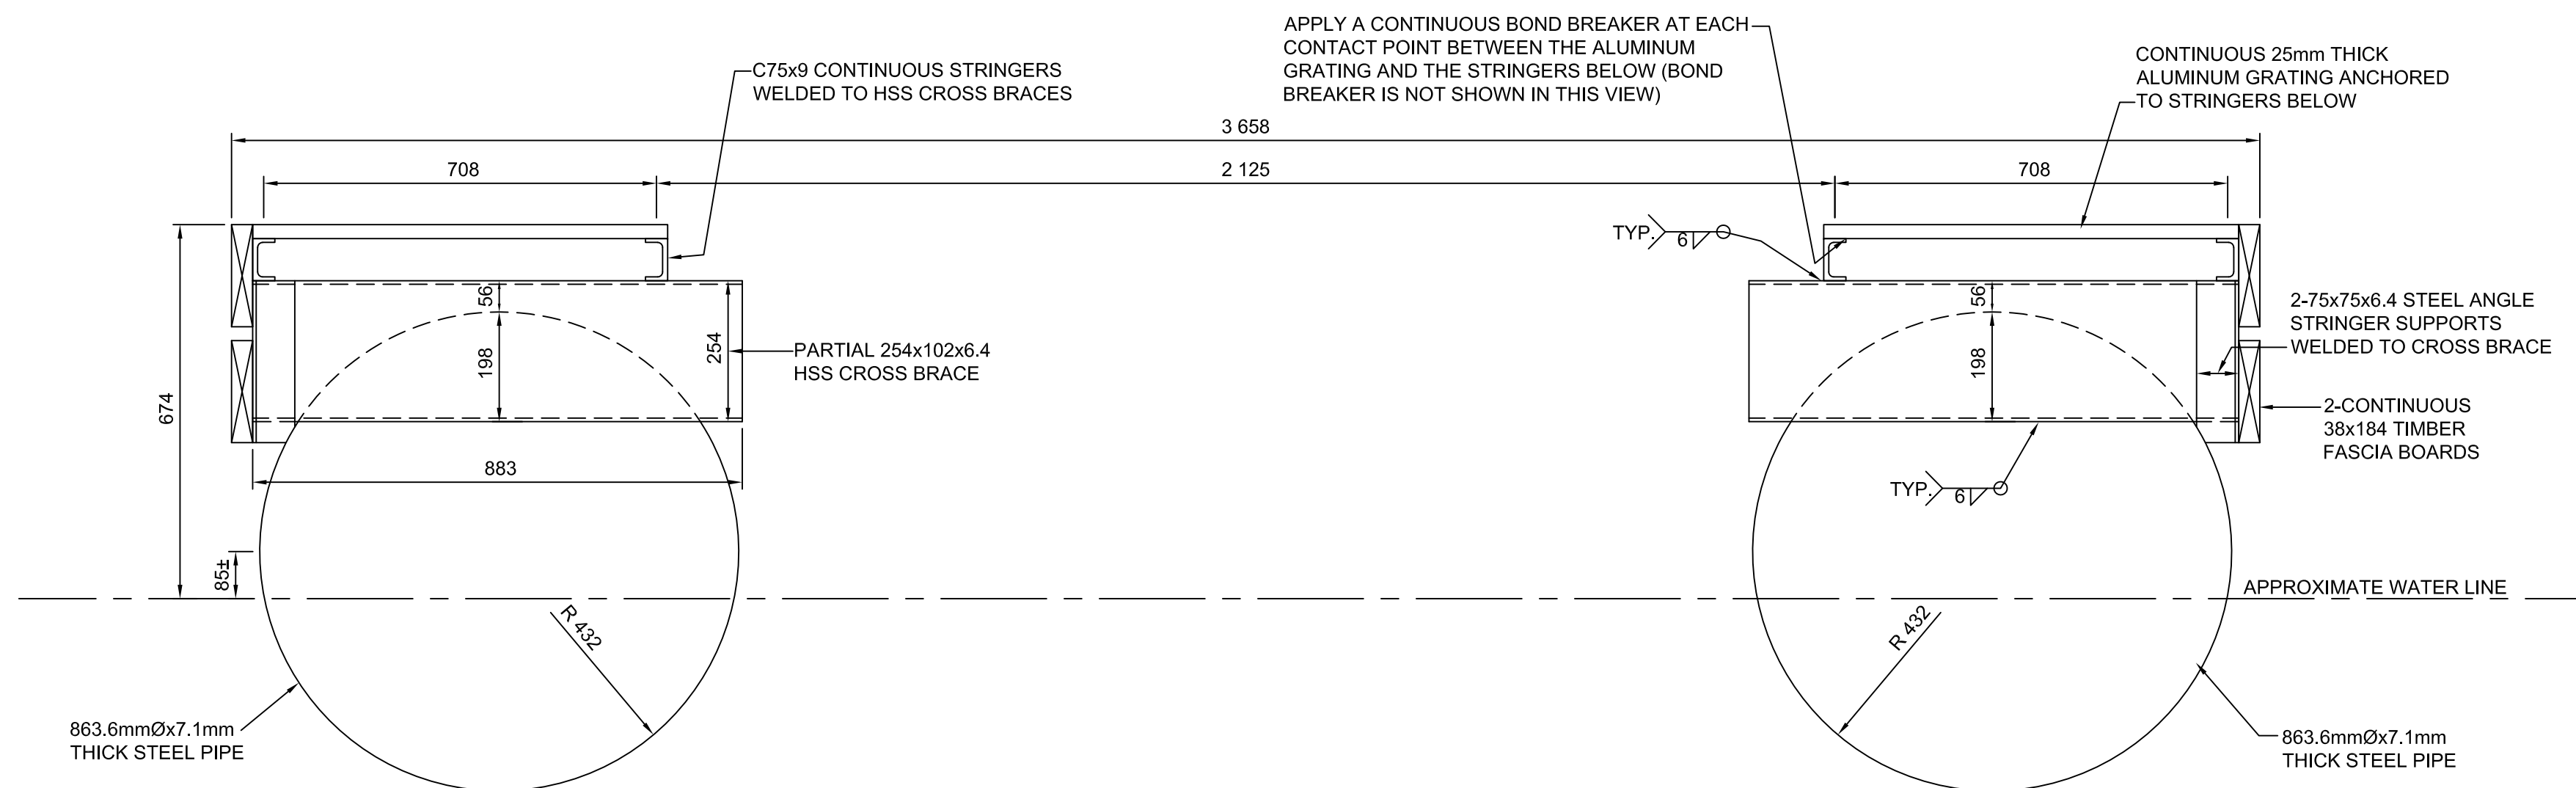 APPLY A CONTINUOUS BOND BREAKER AT EACH
CONTACT POINT BETWEEN THE ALUMINUM
GRATING AND THE STRINGERS BELOW (BOND
BREAKER IS NOT SHOWN IN THIS VIEW)
C75x9 CONTINUOUS STRINGERS
WELDED TO HSS CROSS BRACES
CONTINUOUS 25mm THICK
ALUMINUM GRATING ANCHORED
TO STRINGERS BELOW
3 658
708
2 125
708
TYP.
6
56
198
254
674
PARTIAL 254x102x6.4
HSS CROSS BRACE
883
85±
56
198
2-75x75x6.4 STEEL ANGLE
STRINGER SUPPORTS
WELDED TO CROSS BRACE
2-CONTINUOUS
38x184 TIMBER
FASCIA BOARDS
TYP.
6
APPROXIMATE WATER LINE
R 432
R 432
863.6mmØx7.1mm
THICK STEEL PIPE
863.6mmØx7.1mm
THICK STEEL PIPE